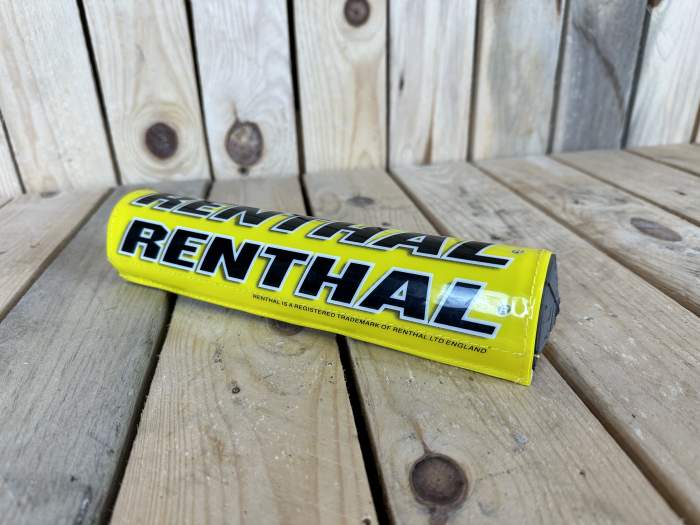 RENTHAL
RENTHAL
RENTHAL IS A REGISTERED TRADEMARK OF RENTHAL LTD ENGLAND